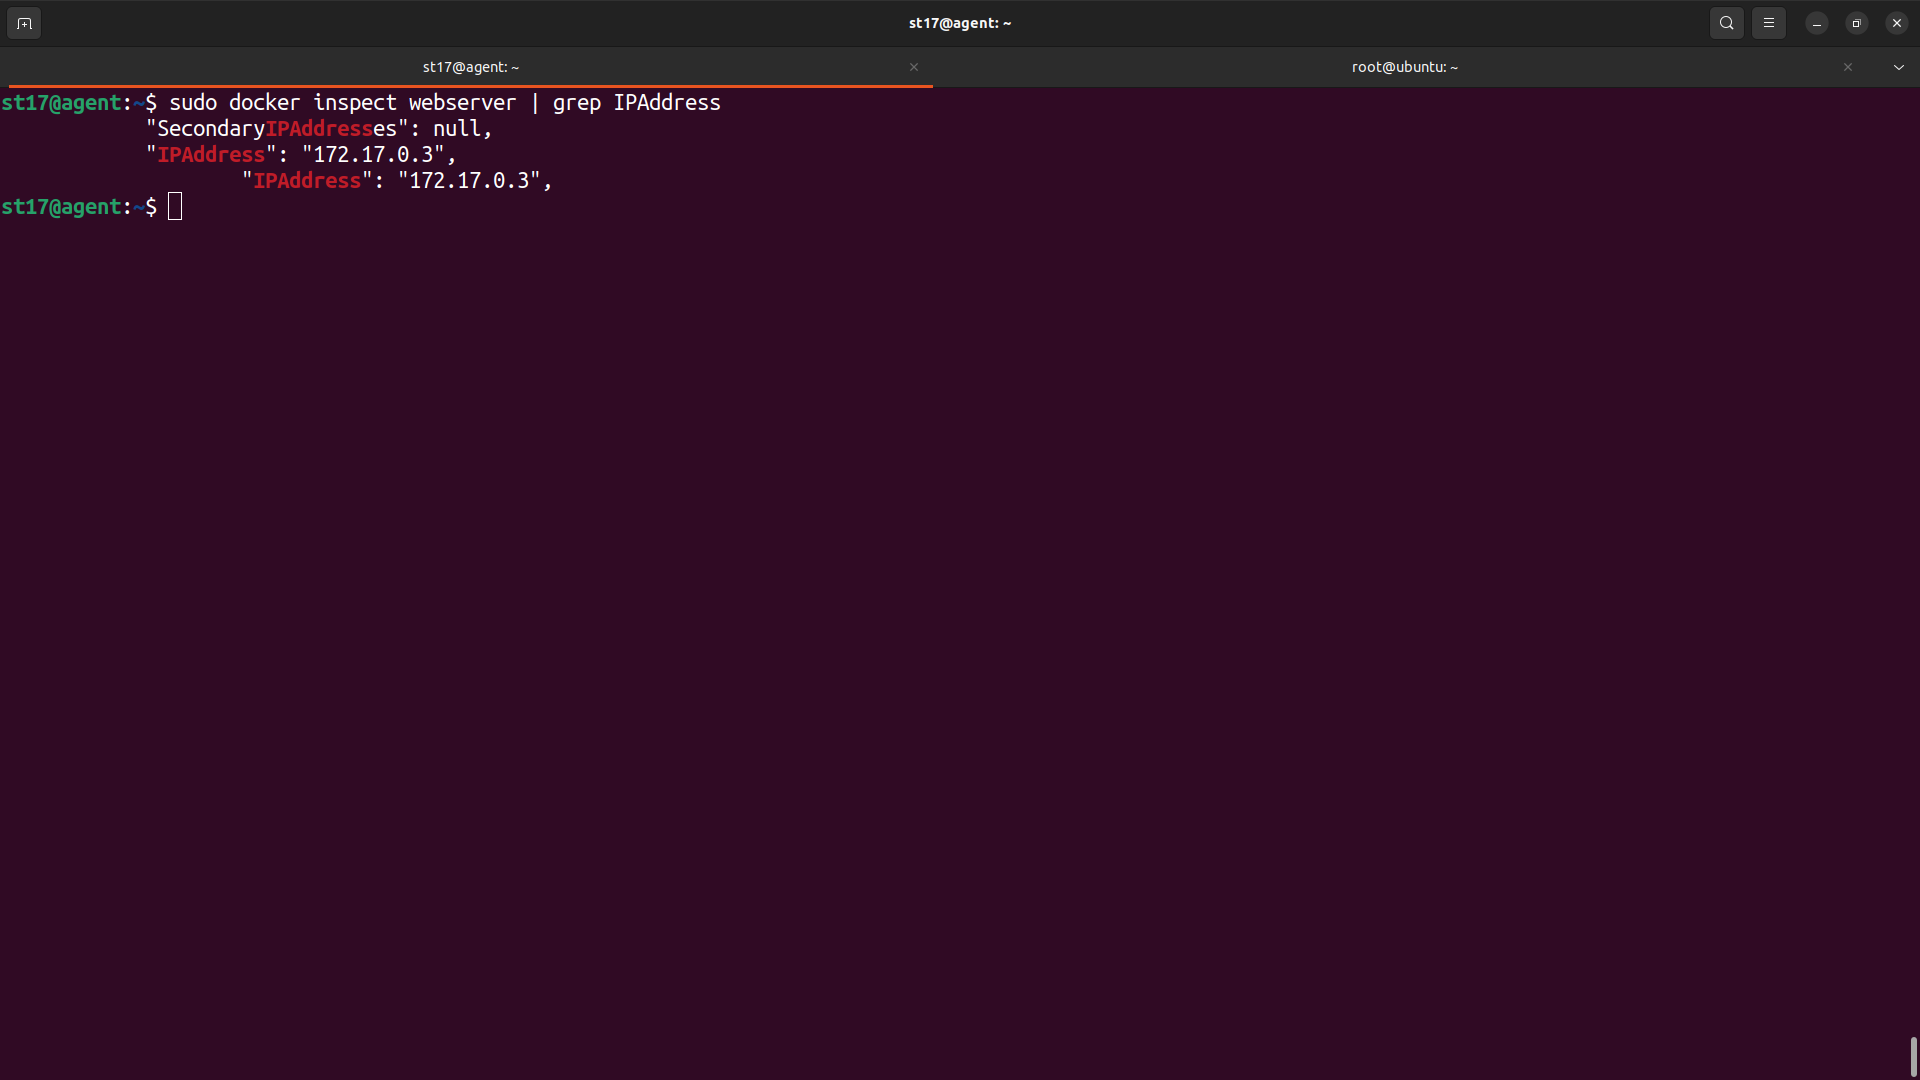 st17@agent: ~
st17@agent: ~
root@ubuntu: ~
st17@agent:~$ sudo docker inspect webserver | grep IPAddress
            "SecondaryIPAddresses": null,
            "IPAddress": "172.17.0.3",
                    "IPAddress": "172.17.0.3",
st17@agent:~$